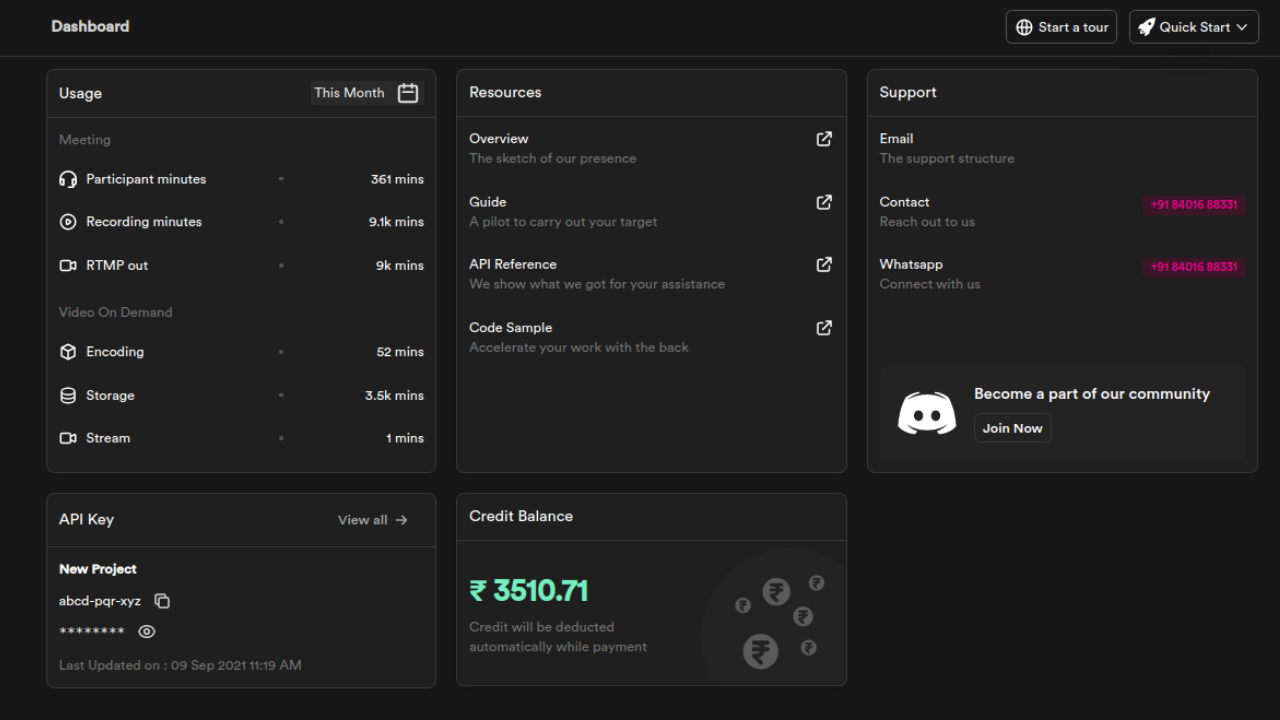 Dashboard
Start a tour
Quick Start
Usage
This Month
Meeting
Participant minutes
361 mins
Recording minutes
9.1k mins
RTMP out
9k mins
Video On Demand
Encoding
52 mins
Storage
3.5k mins
Stream
1 mins
Resources
Overview
The sketch of our presence
Guide
A pilot to carry out your target
API Reference
We show what we got for your assistance
Code Sample
Accelerate your work with the back
Support
Email
The support structure
Contact
+91 84016 88331
Reach out to us
Whatsapp
+91 84016 88331
Connect with us
Become a part of our community
Join Now
API Key
View all
New Project
abcd-pqr-xyz
********
Last Updated on : 09 Sep 2021 11:19 AM
Credit Balance
₹ 3510.71
Credit will be deducted
automatically while payment